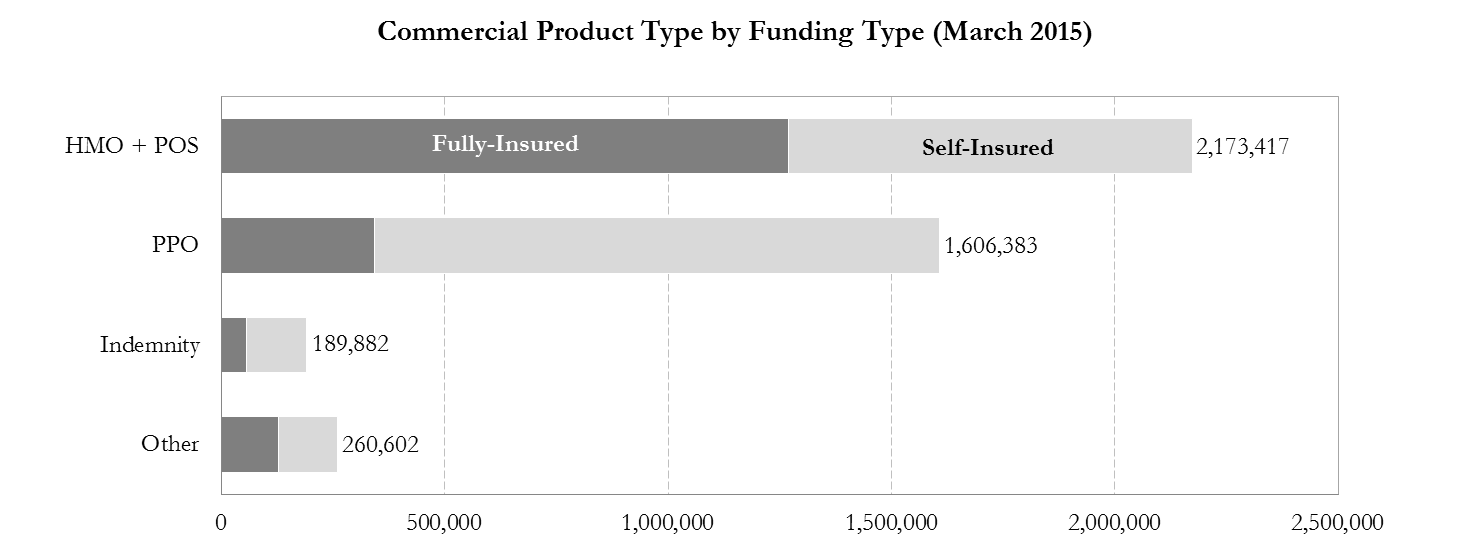 Commercial Product Type by Funding Type (March 2015)
HMO + POS
Fully-Insured
Self-Insured
2,173,417
PPO
1,606,383
Indemnity
189,882
Other
260,602
0
500,000
1,000,000
1,500,000
2,000,000
2,500,000